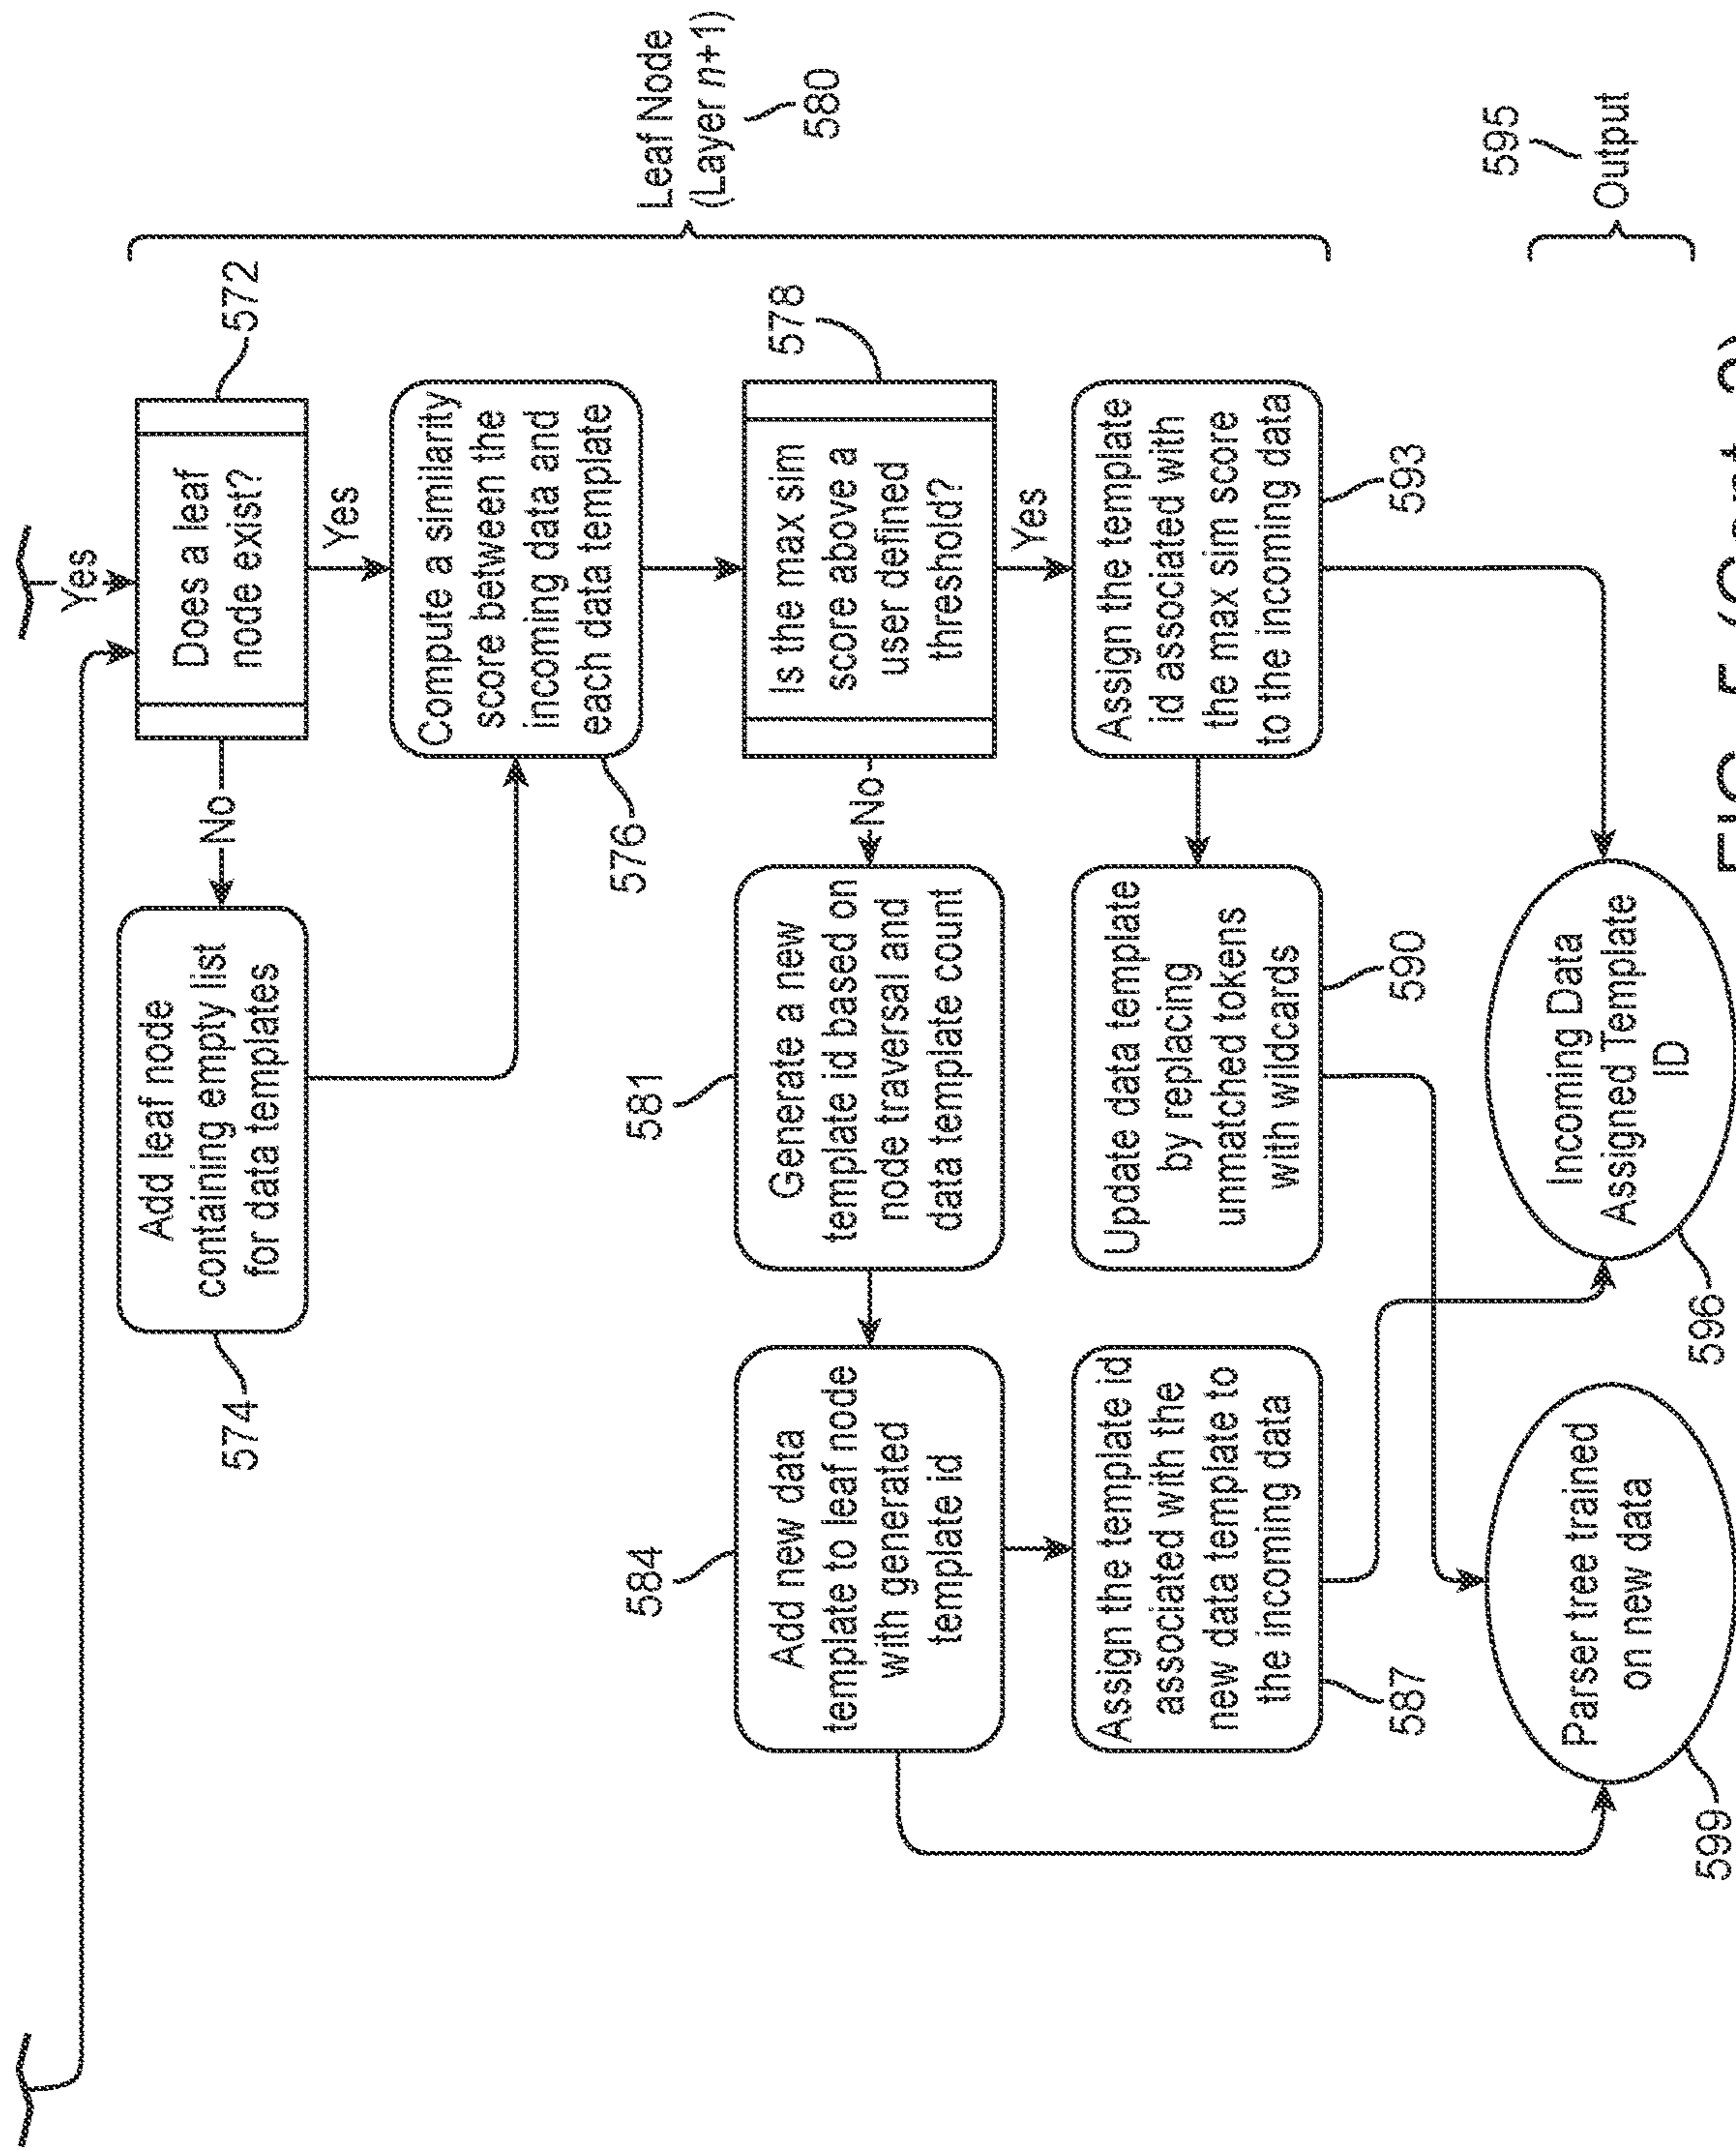 Yes
Does a leaf
node exist?
572
No
Yes
Add leaf node
containing empty list
for data templates
574
Compute a similarity
score between the
incoming data and
each data template
576
Leaf Node
(Layer n+1)
580
Is the max sim
score above a
user defined
threshold?
578
No
Yes
Generate a new
template id based on
node traversal and
data template count
581
Add new data
template to leaf node
with generated
template id
584
Assign the template
id associated with
the max sim score
to the incoming data
593
Update data template
by replacing
unmatched tokens
with wildcards
590
Assign the template id
associated with the
new data template to
the incoming data
587
595
Output
Incoming Data
Assigned Template
ID
596
Parser tree trained
on new data
599